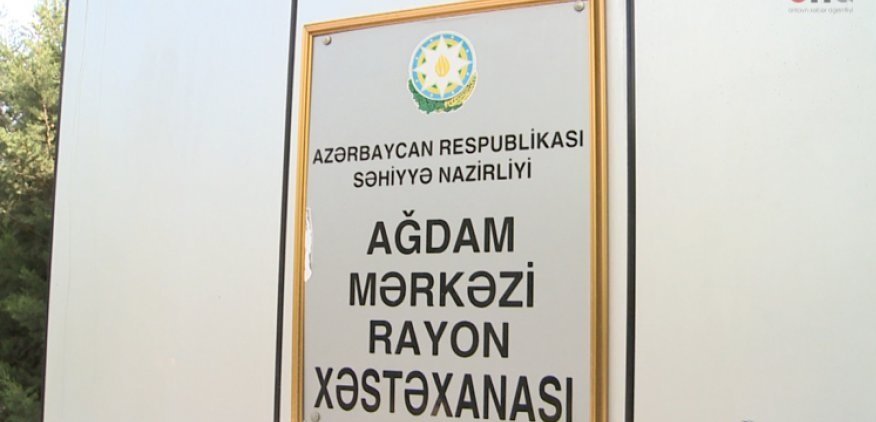 AZƏRBAYCAN RESPUBLİKASI
SƏHİYYƏ NAZİRLİYİ
AĞDAM
MƏRKƏZİ
RAYON
XƏSTƏXANASI